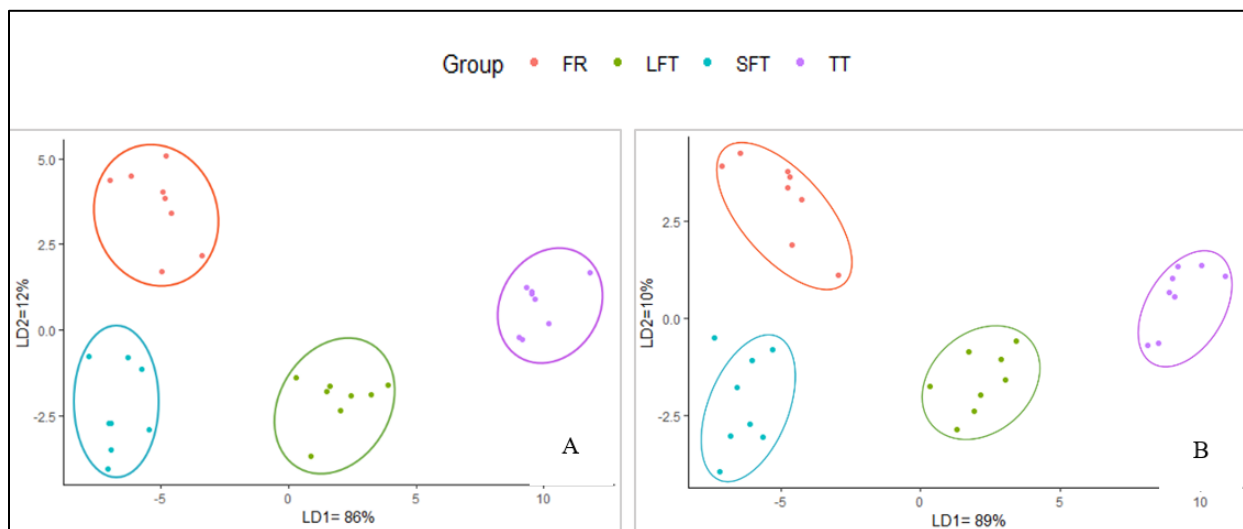 Group FR LFT SFT TT
5.0
2.5
0.0
-2.5
LD2=12%
-5 0 5 10
LD1= 86%
A
2.5
0.0
-2.5
LD2=10%
-5 0 5 10
LD1= 89%
B